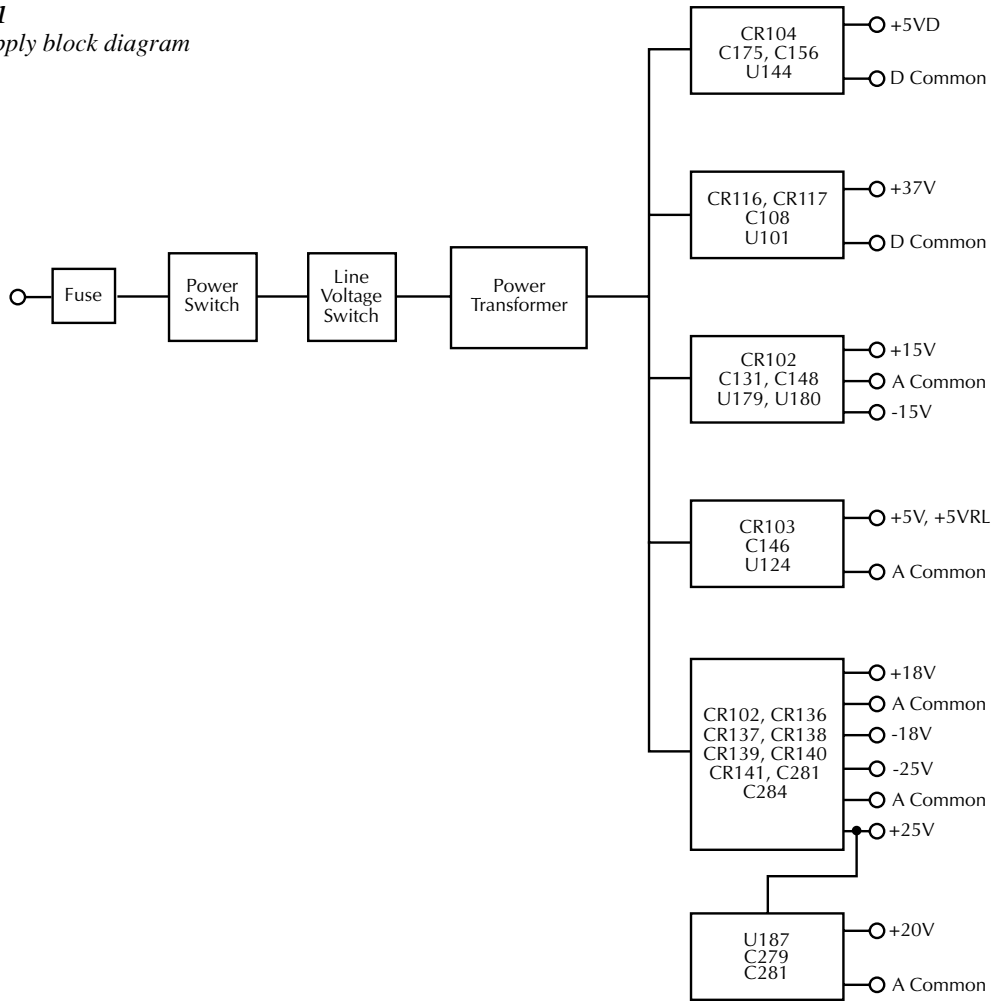 pply block diagram
Fuse
Power
Switch
Line
Voltage
Switch
Power
Transformer
CR104
C175, C156
U144
+5VD
D Common
CR116, CR117
C108
U101
+37V
D Common
CR102
C131, C148
U179, U180
+15V
A Common
-15V
CR103
C146
U124
+5V, +5VRL
A Common
CR102, CR136
CR137, CR138
CR139, CR140
CR141, C281
C284
+18V
A Common
-18V
-25V
A Common
+25V
U187
C279
C281
+20V
A Common